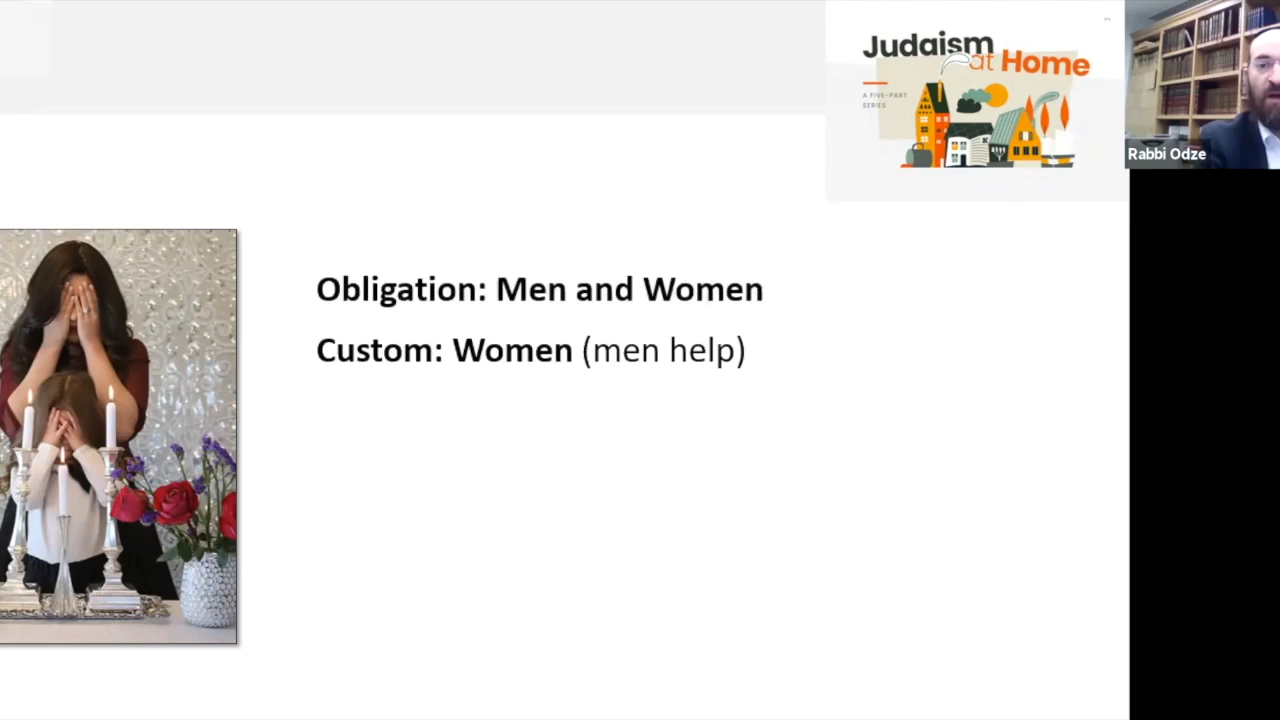 Judaism
at Home
A FIVE-PART
SERIES
Rabbi Odze
Obligation: Men and Women
Custom: Women (men help)